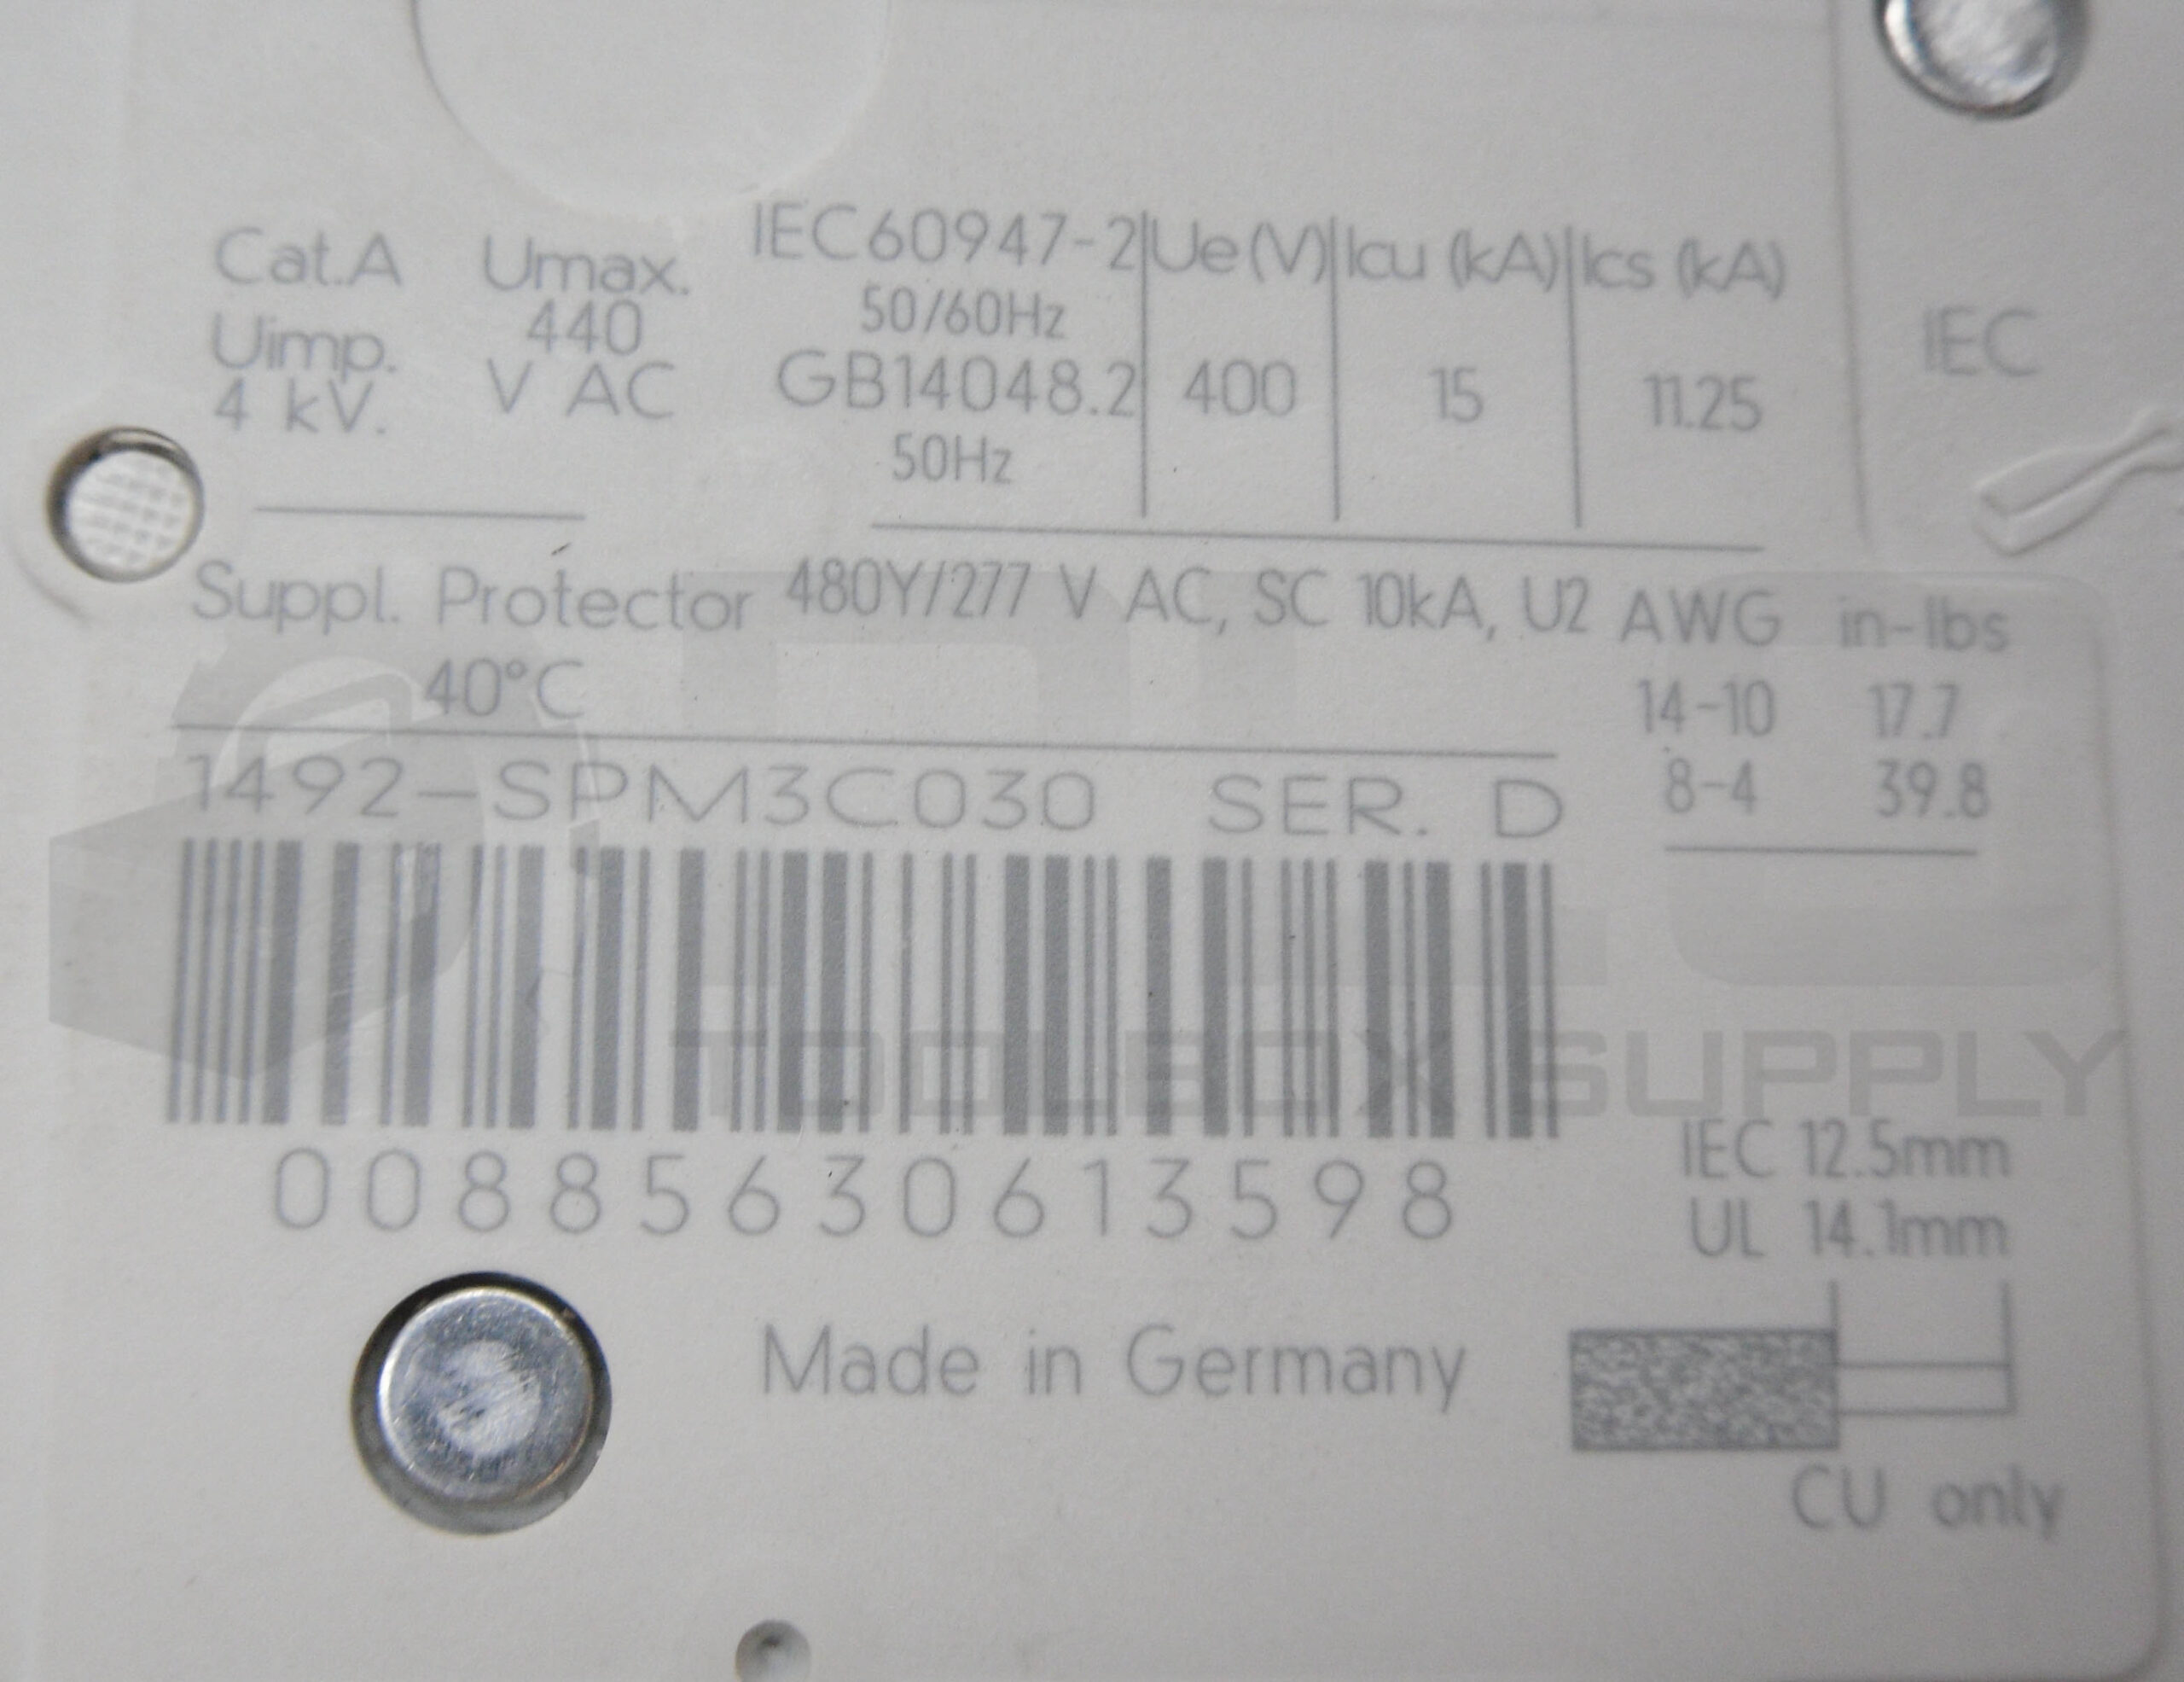 Cat.A Umax. IEC60947-2 Ue(V) Icu (kA) Ics (kA)
Uimp. 440 50/60Hz IEC
4 kV. V AC GB14048.2 400 15 11.25
50Hz
Suppl. Protector 480Y/277 V AC, SC 10kA, U2 AWG in-lbs
40°C 14-10 17.7
1492-SPM3C030 SER. D 8-4 39.8
TOOLBOX SUPPLY
00885630613598
IEC 12.5mm
UL 14.1mm
Made in Germany
CU only